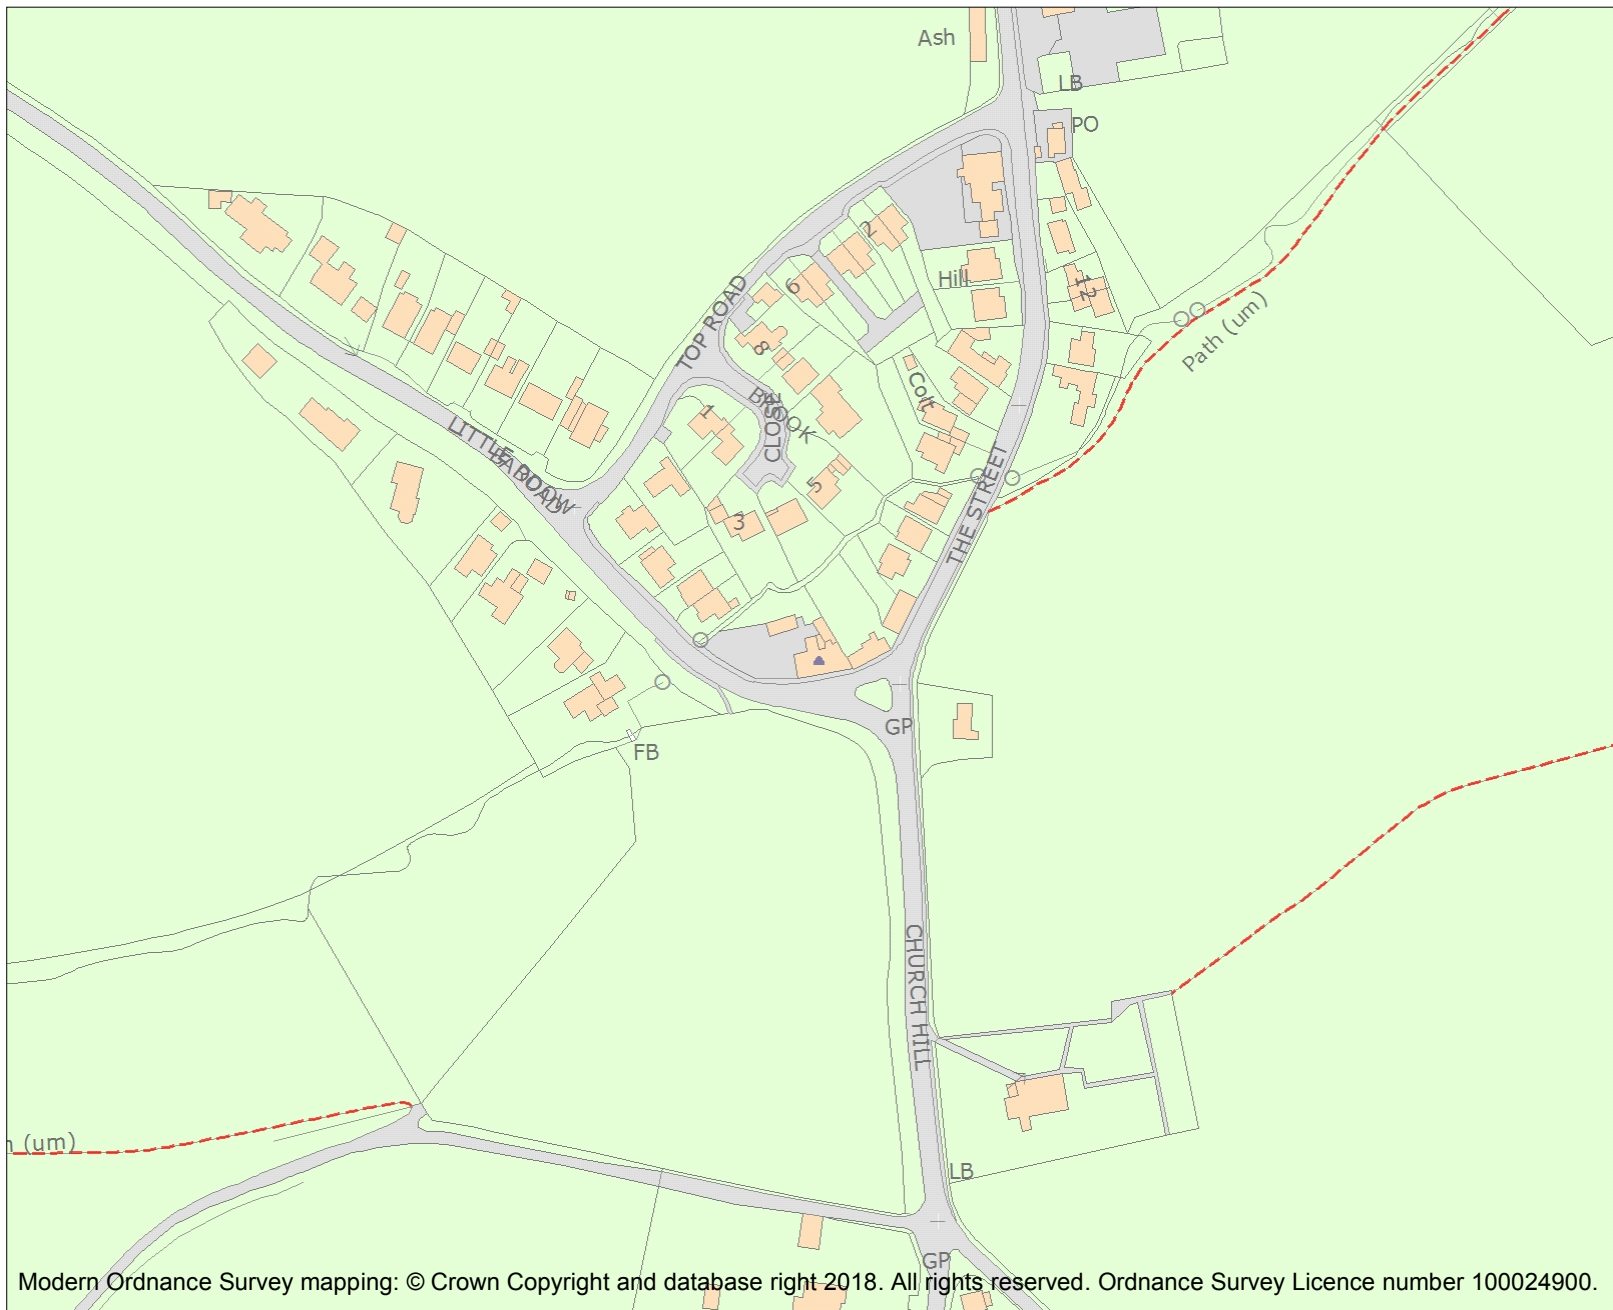 Ash
LB
PO
2
Hill
6
12
TOP ROAD
Path (um)
8
BROOK
CLOSE
Colt
1
LITTLE BADDOW
ROAD
5
3
THE STREET
GP
FB
CHURCH HILL
(um)
LB
GP
Modern Ordnance Survey mapping: © Crown Copyright and database right 2018. All rights reserved. Ordnance Survey Licence number 100024900.